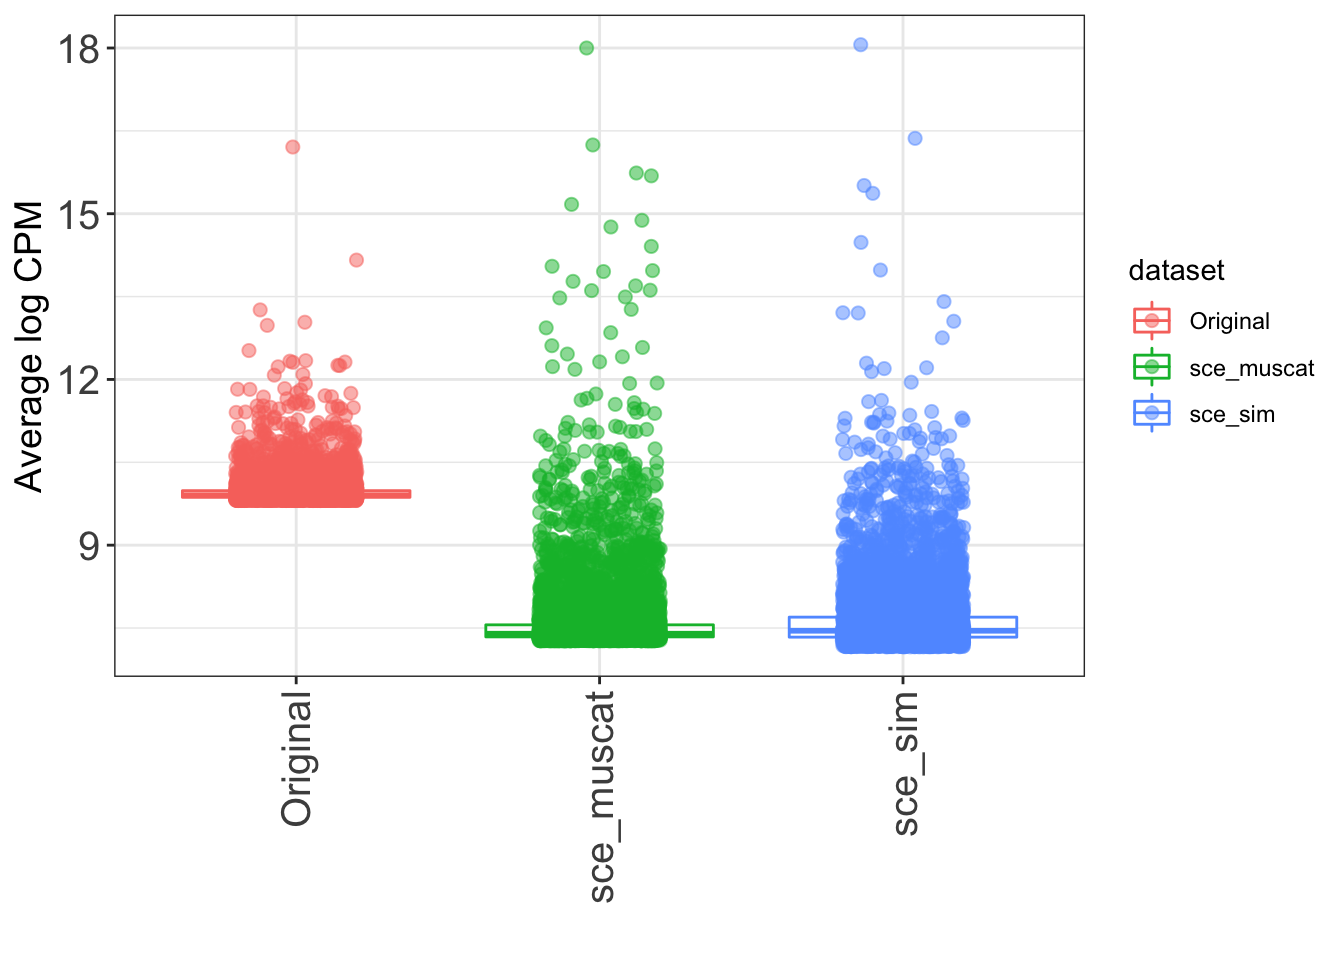 Average log CPM
18
15
12
9
Original
sce_muscat
sce_sim
dataset
Original
sce_muscat
sce_sim